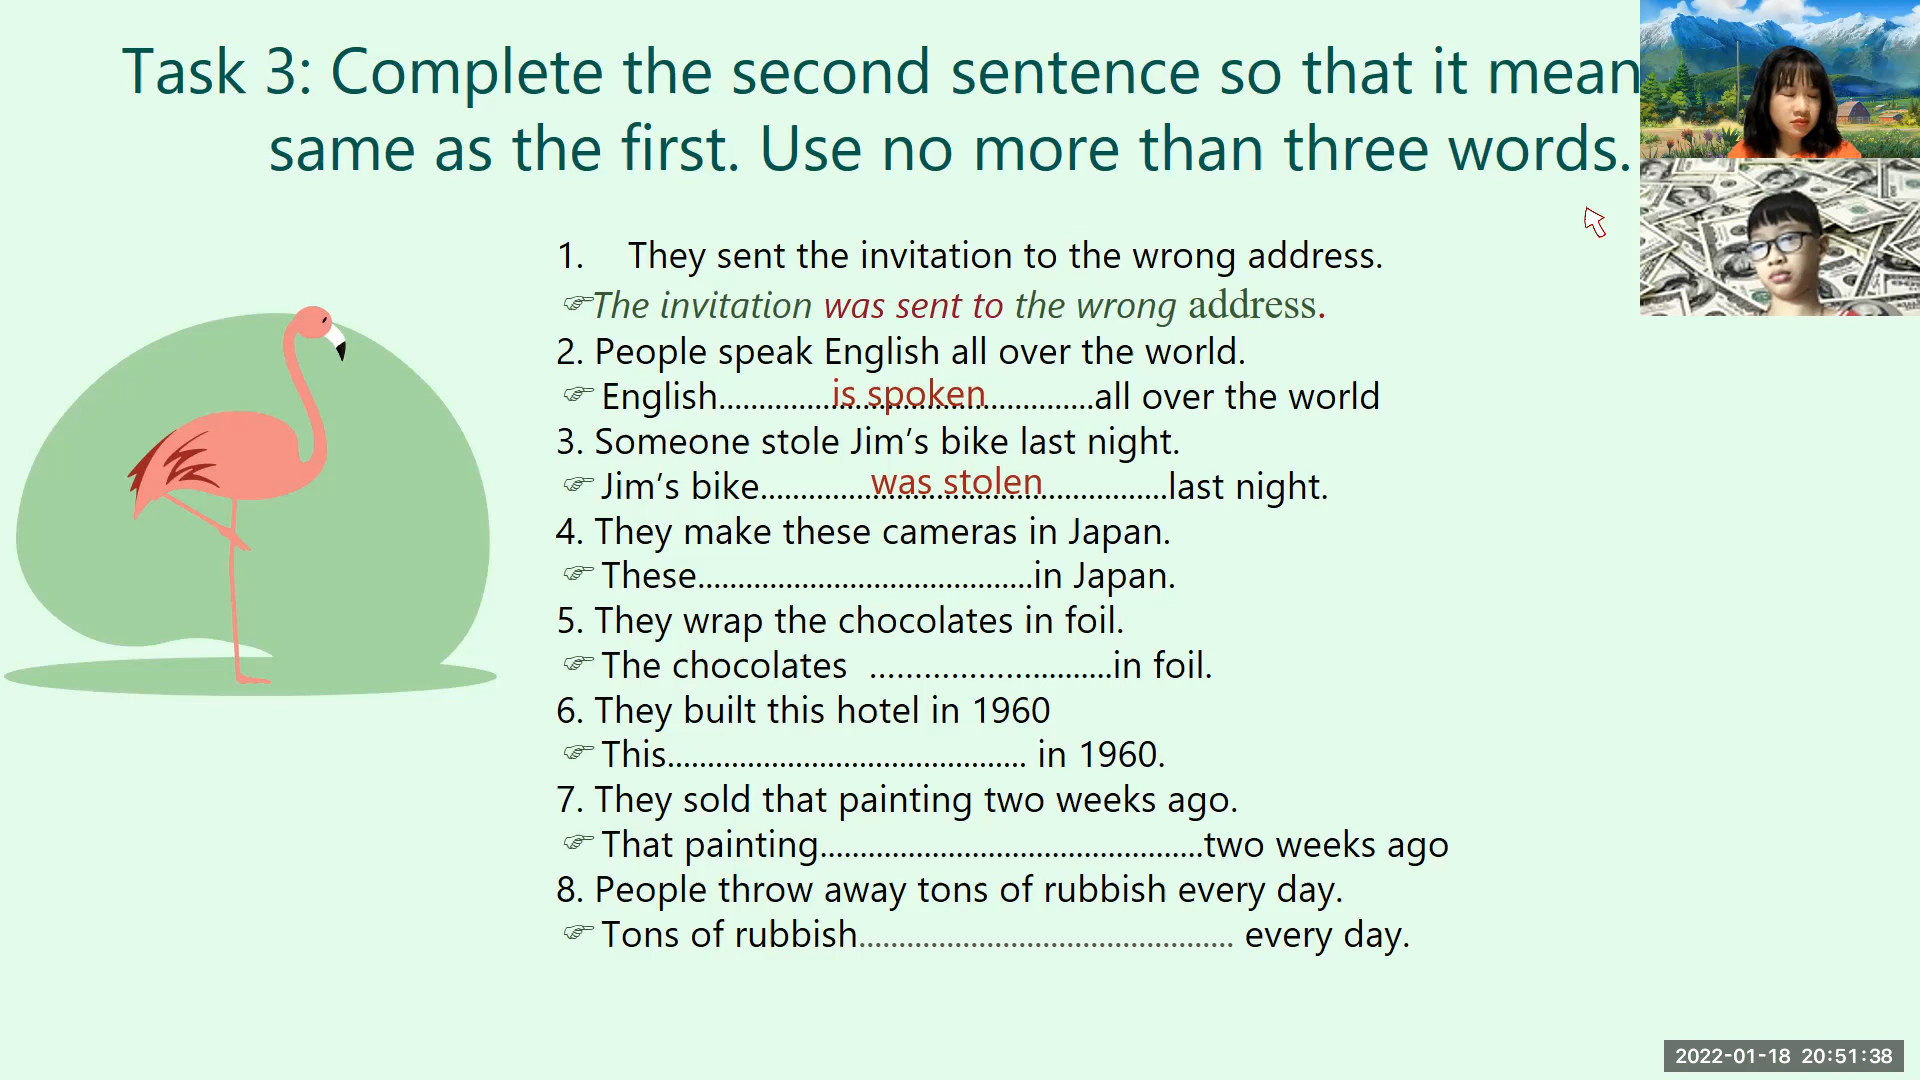 Task 3: Complete the second sentence so that it mean
same as the first. Use no more than three words.
1. They sent the invitation to the wrong address.
☞The invitation was sent to the wrong address.
2. People speak English all over the world.
☞ English...............is spoken...............all over the world
3. Someone stole Jim’s bike last night.
☞ Jim’s bike...............was stolen...............last night.
4. They make these cameras in Japan.
☞ These..........................................in Japan.
5. They wrap the chocolates in foil.
☞ The chocolates ..............................in foil.
6. They built this hotel in 1960
☞ This............................................. in 1960.
7. They sold that painting two weeks ago.
☞ That painting................................................two weeks ago
8. People throw away tons of rubbish every day.
☞ Tons of rubbish............................................... every day.
2022-01-18 20:51:38